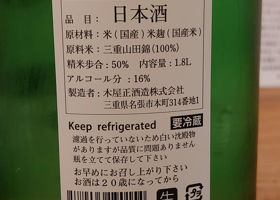 品目：日本酒
原材料：米(国産) 米麹(国産米)
原料米：三重山田錦(100%)
精米歩合：50% 内容量：1.8L
アルコール分：16%
製造者：木屋正酒造株式会社
三重県名張市本町314番地1
Keep refrigerated 要冷蔵
濾過を行っていないため白い沈殿物
がありますが品質に問題ありません
瓶を立てて保存して下さい
お早めにお召し上がり下さい
お酒は20歳になってから
生